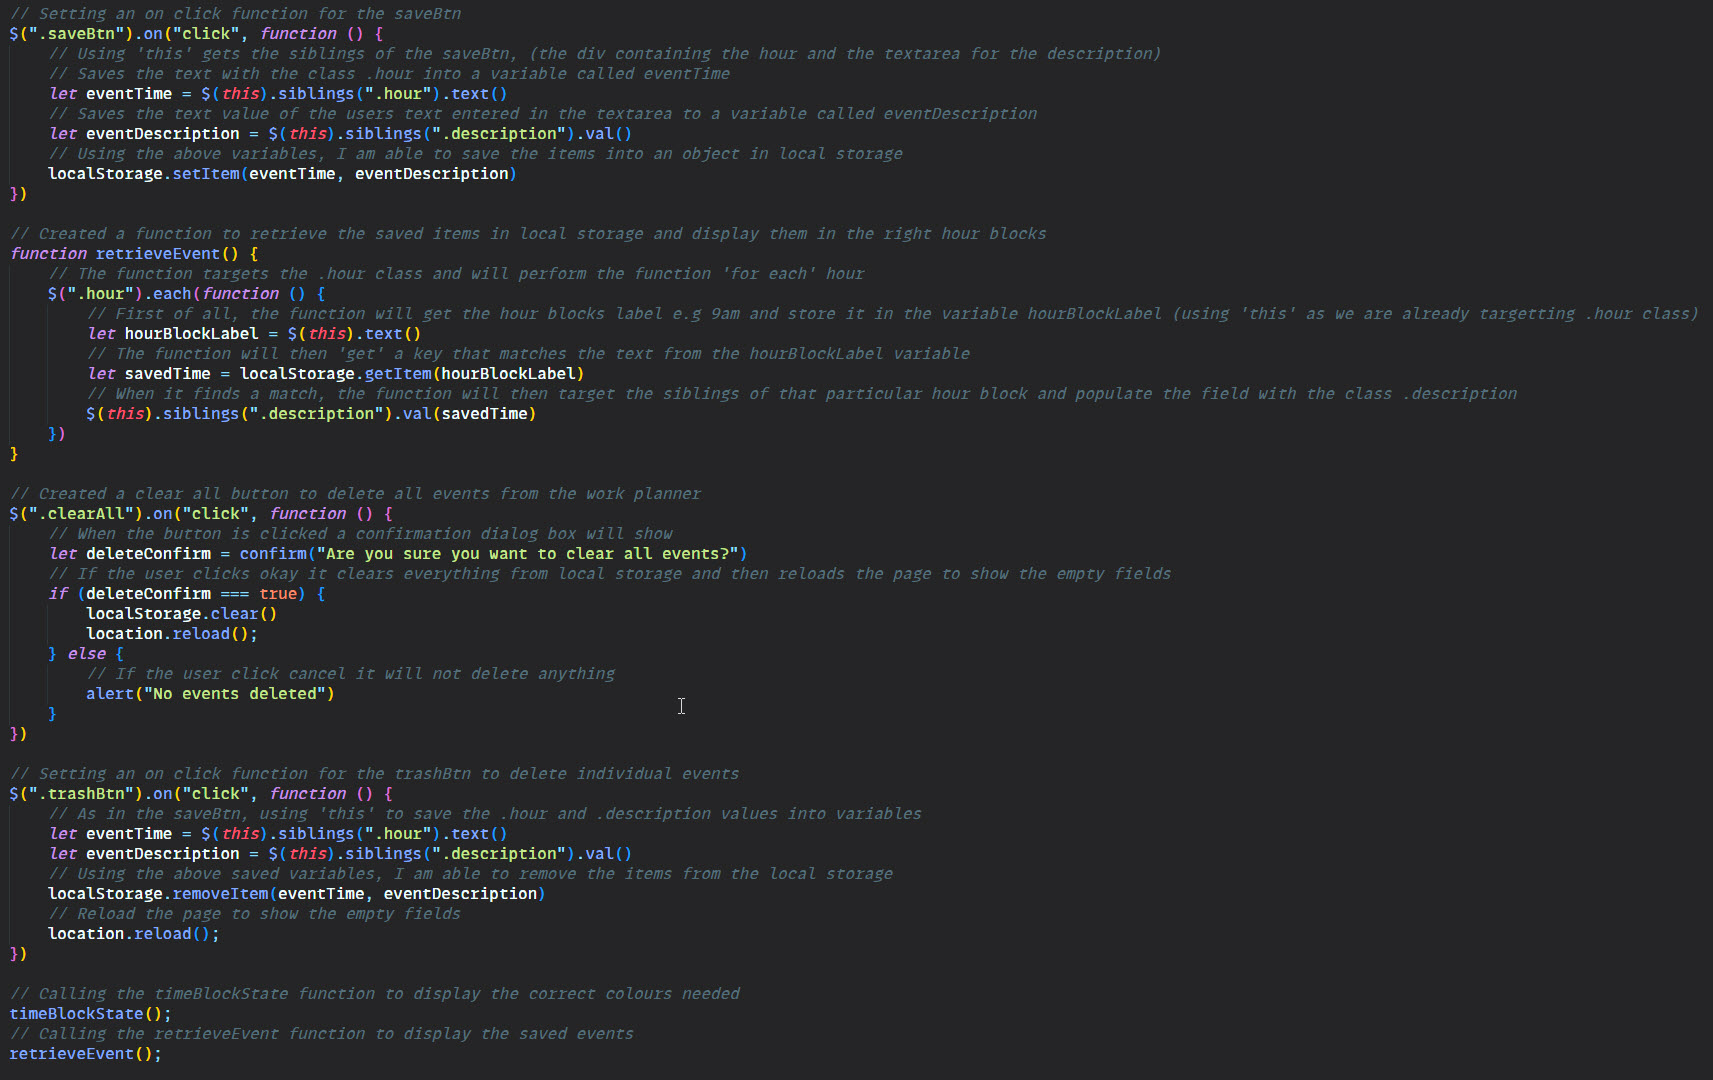 // Setting an on click function for the saveBtn
$(".saveBtn").on("click", function () {
    // Using 'this' gets the siblings of the saveBtn, (the div containing the hour and the textarea for the description)
    // Saves the text with the class .hour into a variable called eventTime
    let eventTime = $(this).siblings(".hour").text()
    // Saves the text value of the users text entered in the textarea to a variable called eventDescription
    let eventDescription = $(this).siblings(".description").val()
    // Using the above variables, I am able to save the items into an object in local storage
    localStorage.setItem(eventTime, eventDescription)
})

// Created a function to retrieve the saved items in local storage and display them in the right hour blocks
function retrieveEvent() {
    // The function targets the .hour class and will perform the function 'for each' hour
    $(".hour").each(function () {
        // First of all, the function will get the hour blocks label e.g 9am and store it in the variable hourBlockLabel (using 'this' as we are already targetting .hour class)
        let hourBlockLabel = $(this).text()
        // The function will then 'get' a key that matches the text from the hourBlockLabel variable
        let savedTime = localStorage.getItem(hourBlockLabel)
        // When it finds a match, the function will then target the siblings of that particular hour block and populate the field with the class .description
        $(this).siblings(".description").val(savedTime)
    })
}

// Created a clear all button to delete all events from the work planner
$(".clearAll").on("click", function () {
    // When the button is clicked a confirmation dialog box will show
    let deleteConfirm = confirm("Are you sure you want to clear all events?")
    // If the user clicks okay it clears everything from local storage and then reloads the page to show the empty fields
    if (deleteConfirm === true) {
        localStorage.clear()
        location.reload();
    } else {
        // If the user click cancel it will not delete anything
        alert("No events deleted")
    }
})

// Setting an on click function for the trashBtn to delete individual events
$(".trashBtn").on("click", function () {
    // As in the saveBtn, using 'this' to save the .hour and .description values into variables
    let eventTime = $(this).siblings(".hour").text()
    let eventDescription = $(this).siblings(".description").val()
    // Using the above saved variables, I am able to remove the items from the local storage
    localStorage.removeItem(eventTime, eventDescription)
    // Reload the page to show the empty fields
    location.reload();
})

// Calling the timeBlockState function to display the correct colours needed
timeBlockState();
// Calling the retrieveEvent function to display the saved events
retrieveEvent();